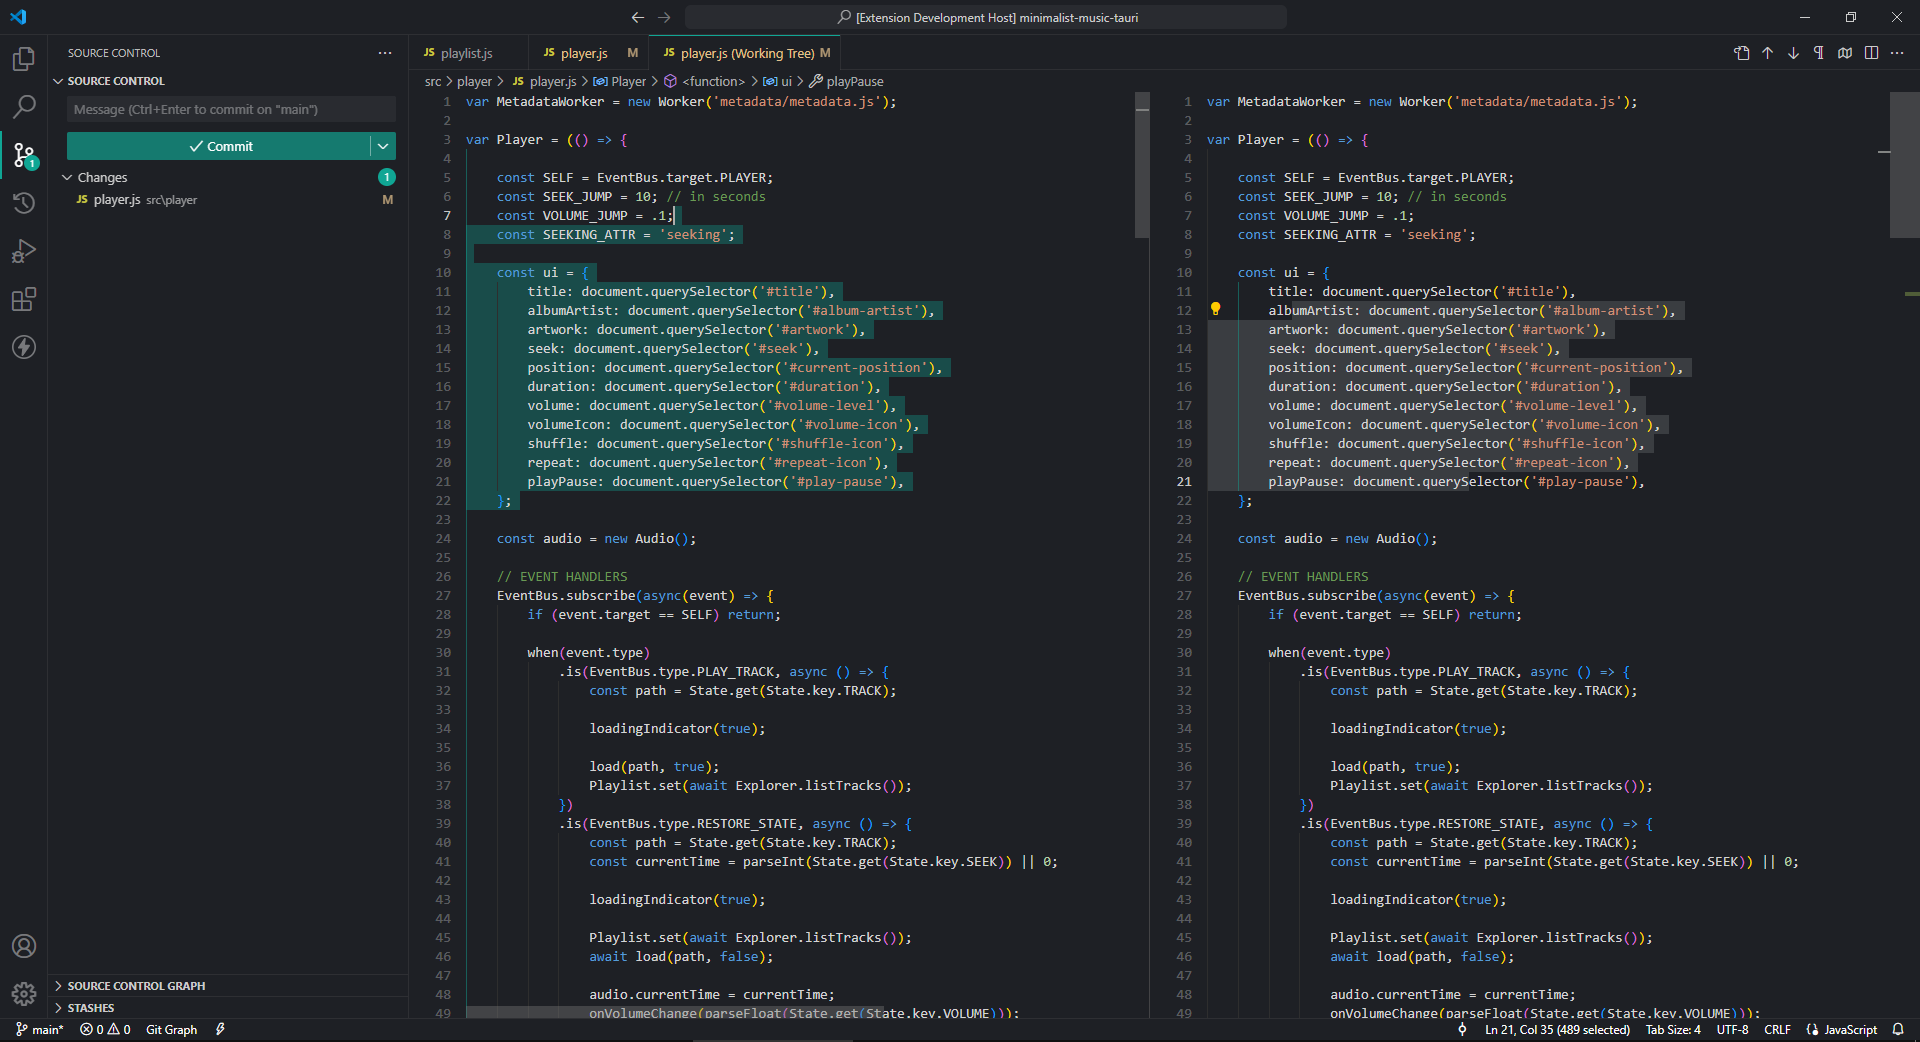 [Extension Development Host] minimalist-music-tauri
SOURCE CONTROL
SOURCE CONTROL
Message (Ctrl+Enter to commit on "main")
Commit
Changes
1
JS player.js src\player
M
1
SOURCE CONTROL GRAPH
STASHES
JS playlist.js
JS player.js M
JS player.js (Working Tree) M
src > player > JS player.js > Player > <function> > ui > playPause
1 var MetadataWorker = new Worker('metadata/metadata.js');
2
3 var Player = (() => {
4
5 const SELF = EventBus.target.PLAYER;
6 const SEEK_JUMP = 10; // in seconds
7 const VOLUME_JUMP = .1;
8 const SEEKING_ATTR = 'seeking';
9
10 const ui = {
11 title: document.querySelector('#title'),
12 albumArtist: document.querySelector('#album-artist'),
13 artwork: document.querySelector('#artwork'),
14 seek: document.querySelector('#seek'),
15 position: document.querySelector('#current-position'),
16 duration: document.querySelector('#duration'),
17 volume: document.querySelector('#volume-level'),
18 volumeIcon: document.querySelector('#volume-icon'),
19 shuffle: document.querySelector('#shuffle-icon'),
20 repeat: document.querySelector('#repeat-icon'),
21 playPause: document.querySelector('#play-pause'),
22 };
23
24 const audio = new Audio();
25
26 // EVENT HANDLERS
27 EventBus.subscribe(async(event) => {
28 if (event.target == SELF) return;
29
30 when(event.type)
31 .is(EventBus.type.PLAY_TRACK, async () => {
32 const path = State.get(State.key.TRACK);
33
34 loadingIndicator(true);
35
36 load(path, true);
37 Playlist.set(await Explorer.listTracks());
38 })
39 .is(EventBus.type.RESTORE_STATE, async () => {
40 const path = State.get(State.key.TRACK);
41 const currentTime = parseInt(State.get(State.key.SEEK)) || 0;
42
43 loadingIndicator(true);
44
45 Playlist.set(await Explorer.listTracks());
46 await load(path, false);
47
48 audio.currentTime = currentTime;
49 onVolumeChange(parseFloat(State.get(State.key.VOLUME)));
1 var MetadataWorker = new Worker('metadata/metadata.js');
2
3 var Player = (() => {
4
5 const SELF = EventBus.target.PLAYER;
6 const SEEK_JUMP = 10; // in seconds
7 const VOLUME_JUMP = .1;
8 const SEEKING_ATTR = 'seeking';
9
10 const ui = {
11 title: document.querySelector('#title'),
12 albumArtist: document.querySelector('#album-artist'),
13 artwork: document.querySelector('#artwork'),
14 seek: document.querySelector('#seek'),
15 position: document.querySelector('#current-position'),
16 duration: document.querySelector('#duration'),
17 volume: document.querySelector('#volume-level'),
18 volumeIcon: document.querySelector('#volume-icon'),
19 shuffle: document.querySelector('#shuffle-icon'),
20 repeat: document.querySelector('#repeat-icon'),
21 playPause: document.querySelector('#play-pause'),
22 };
23
24 const audio = new Audio();
25
26 // EVENT HANDLERS
27 EventBus.subscribe(async(event) => {
28 if (event.target == SELF) return;
29
30 when(event.type)
31 .is(EventBus.type.PLAY_TRACK, async () => {
32 const path = State.get(State.key.TRACK);
33
34 loadingIndicator(true);
35
36 load(path, true);
37 Playlist.set(await Explorer.listTracks());
38 })
39 .is(EventBus.type.RESTORE_STATE, async () => {
40 const path = State.get(State.key.TRACK);
41 const currentTime = parseInt(State.get(State.key.SEEK)) || 0;
42
43 loadingIndicator(true);
44
45 Playlist.set(await Explorer.listTracks());
46 await load(path, false);
47
48 audio.currentTime = currentTime;
49 onVolumeChange(parseFloat(State.get(State.key.VOLUME)));
main* 0 0 Git Graph
Ln 21, Col 35 (489 selected) Tab Size: 4 UTF-8 CRLF JavaScript